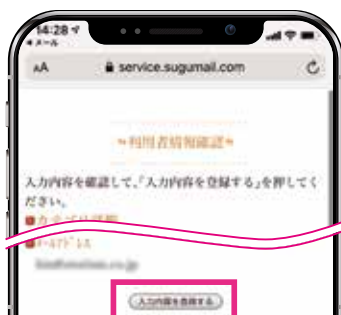 14:28
メール
AA service.sugumail.com
利用者情報確認
入力内容を確認して、「入力内容を登録する」を押してく
ださい。
メールアドレス
入力内容を登録する